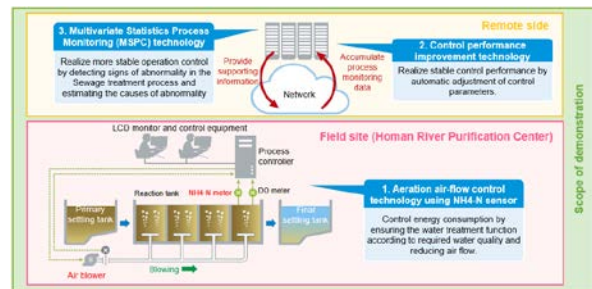 Remote side
3. Multivariate Statistics Process
Monitoring (MSPC) technology
Realize more stable operation control
by detecting signs of abnormality in the
Sewage treatment process and
estimating the causes of abnormality
Provide
supporting
information
Network
Accumulate
process
monitoring
data
2. Control performance
improvement technology
Realize stable control performance by
automatic adjustment of control
parameters.
Scope of demonstration
Field site (Homan River Purification Center)
LCD monitor and control equipment
Process
controller
Reaction tank
NH4-N meter
DO meter
Primary
settling tank
Final
settling tank
Air blower
Blowing
1. Aeration air-flow control
technology using NH4-N sensor
Control energy consumption by
ensuring the water treatment function
according to required water quality and
reducing air flow.